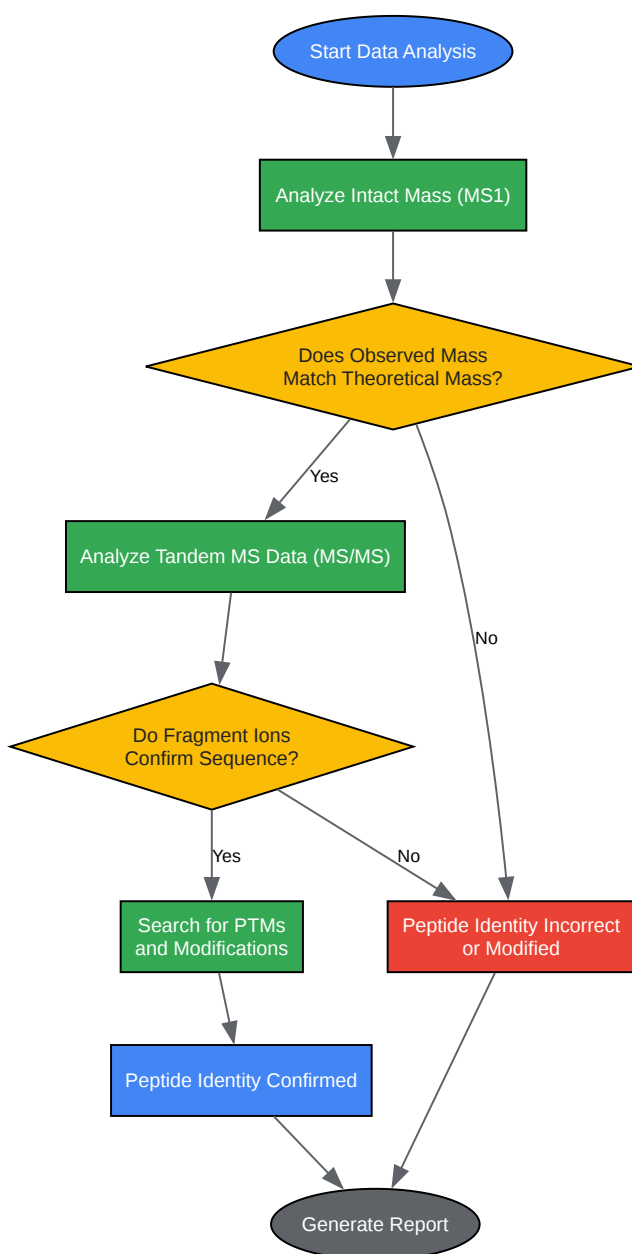 Start Data Analysis
Analyze Intact Mass (MS1)
Does Observed Mass
Match Theoretical Mass?
Yes
Analyze Tandem MS Data (MS/MS)
No
Do Fragment Ions
Confirm Sequence?
Yes
No
Search for PTMs
and Modifications
Peptide Identity Incorrect
or Modified
Peptide Identity Confirmed
Generate Report